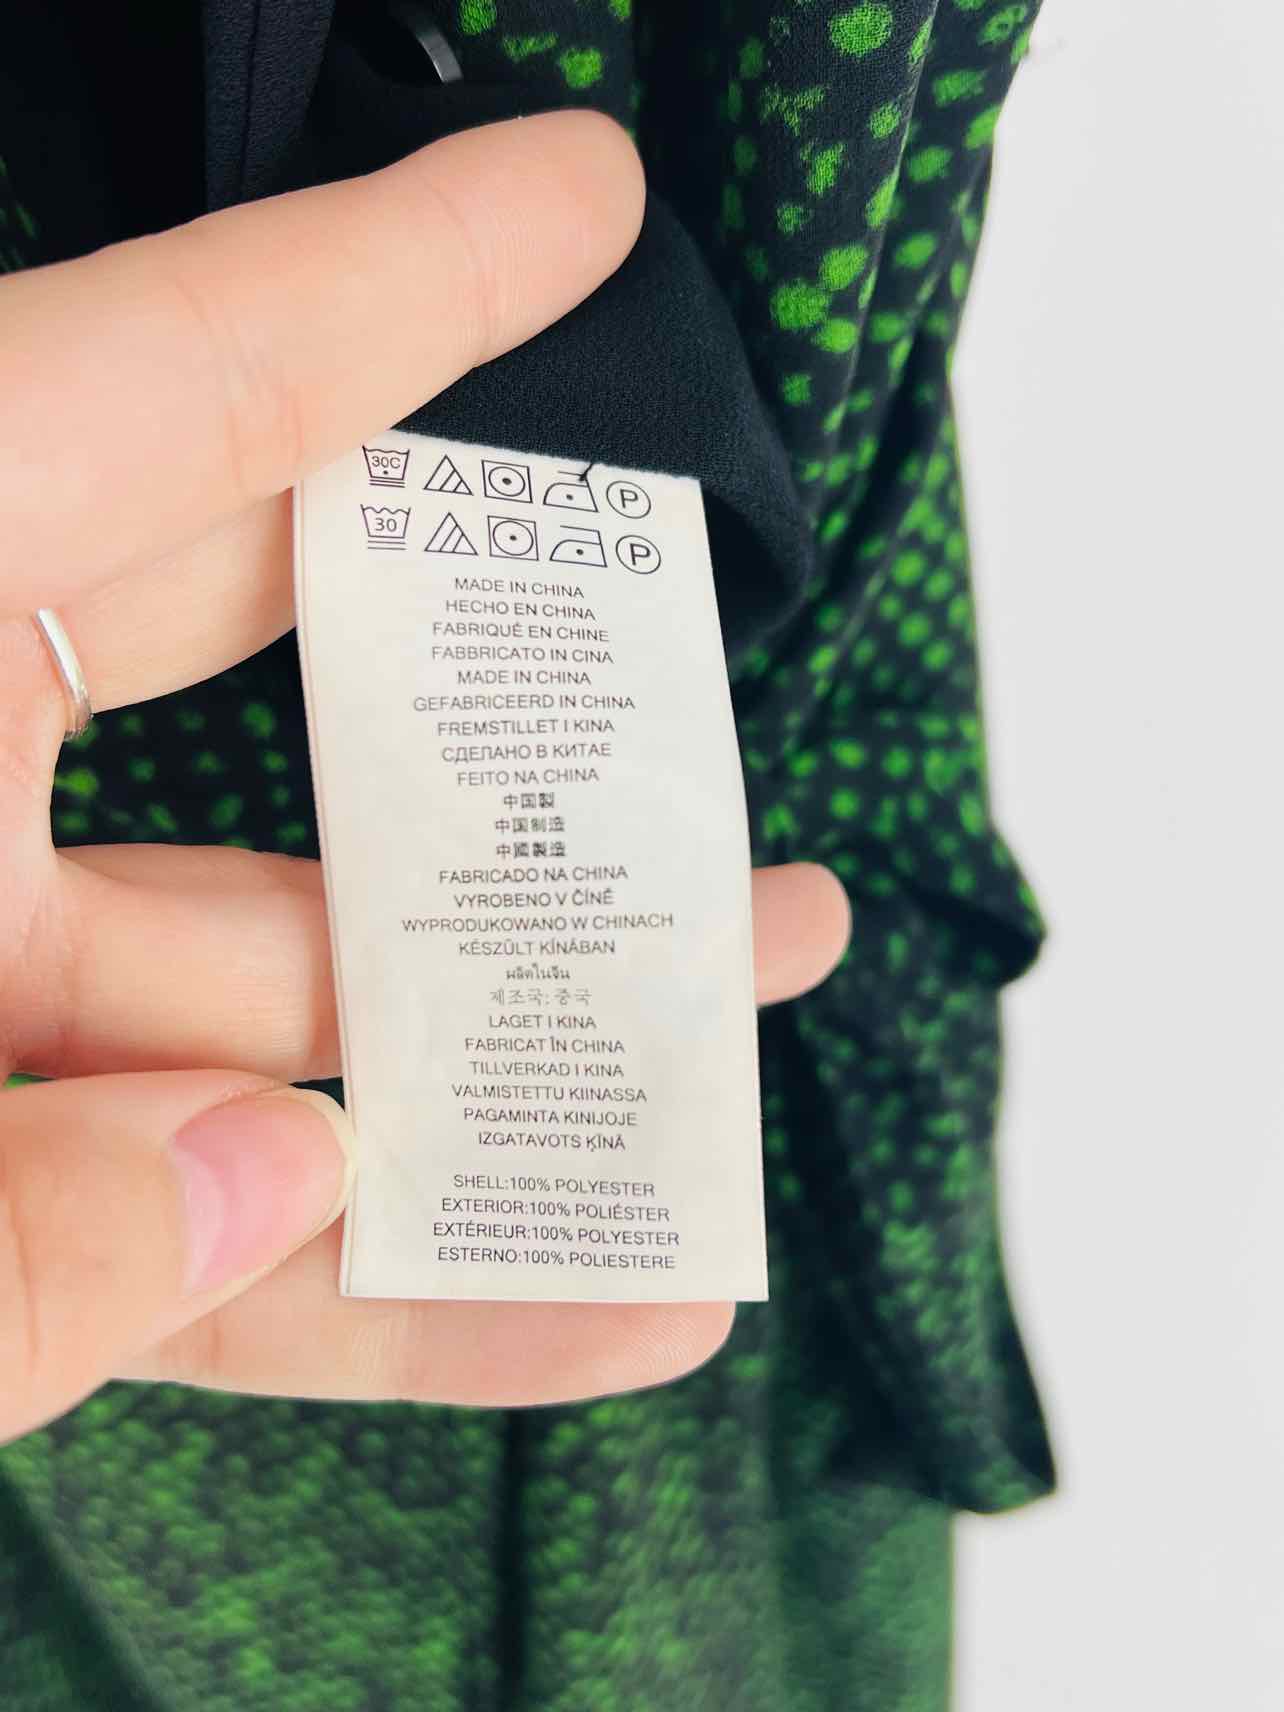 30C P
30 P
MADE IN CHINA
HECHO EN CHINA
FABRIQUÉ EN CHINE
FABBRICATO IN CINA
MADE IN CHINA
GEFABRICEERD IN CHINA
FREMSTILLET I KINA
СДЕПАНО В КИТАЕ
FEITO NA CHINA
中国製
中国制造
中國製造
FABRICADO NA CHINA
VYROBENO V ČÍNĚ
WYPRODUKOWANO W CHINACH
KÉSZŰLT KÍNÁBAN
ผลิตในจีน
제조국: 중국
LAGET I KINA
FABRICAT ÎN CHINA
TILLVERKAD I KINA
VALMISTETTU KIINASSA
PAGAMINTA KINIJOJE
IZGATAVOTS ĶĪNĀ
SHELL:100% POLYESTER
EXTERIOR:100% POLIÉSTER
EXTÉRIEUR:100% POLYESTER
ESTERNO:100% POLIESTERE